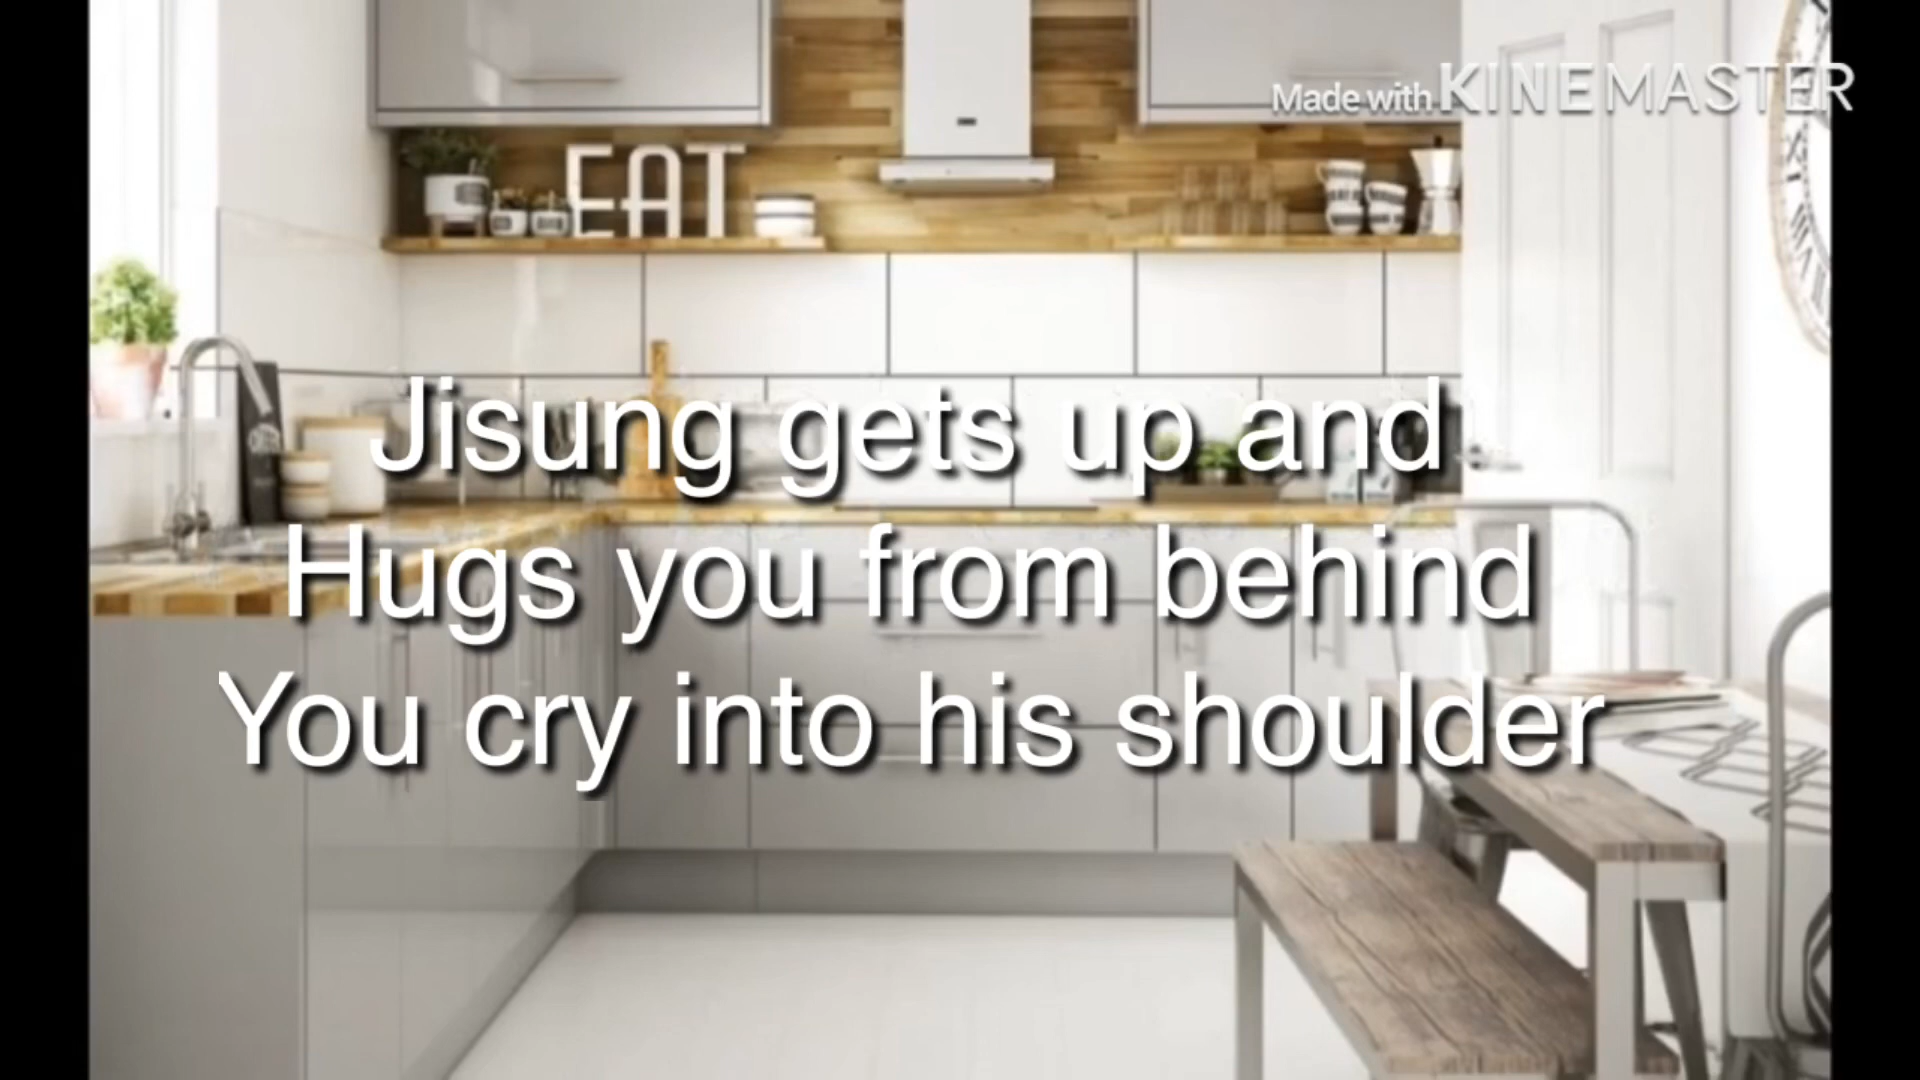 Made with KINEMASTER
EAT
Jisung gets up and
Hugs you from behind
You cry into his shoulder